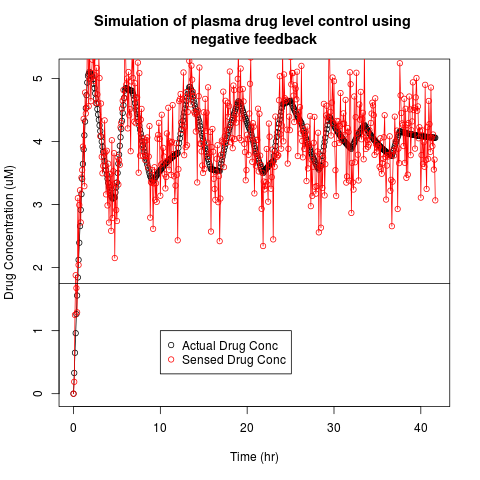 Simulation of plasma drug level control using
negative feedback
Drug Concentration (uM)
5
4
3
2
1
0
Actual Drug Conc
Sensed Drug Conc
0 10 20 30 40
Time (hr)